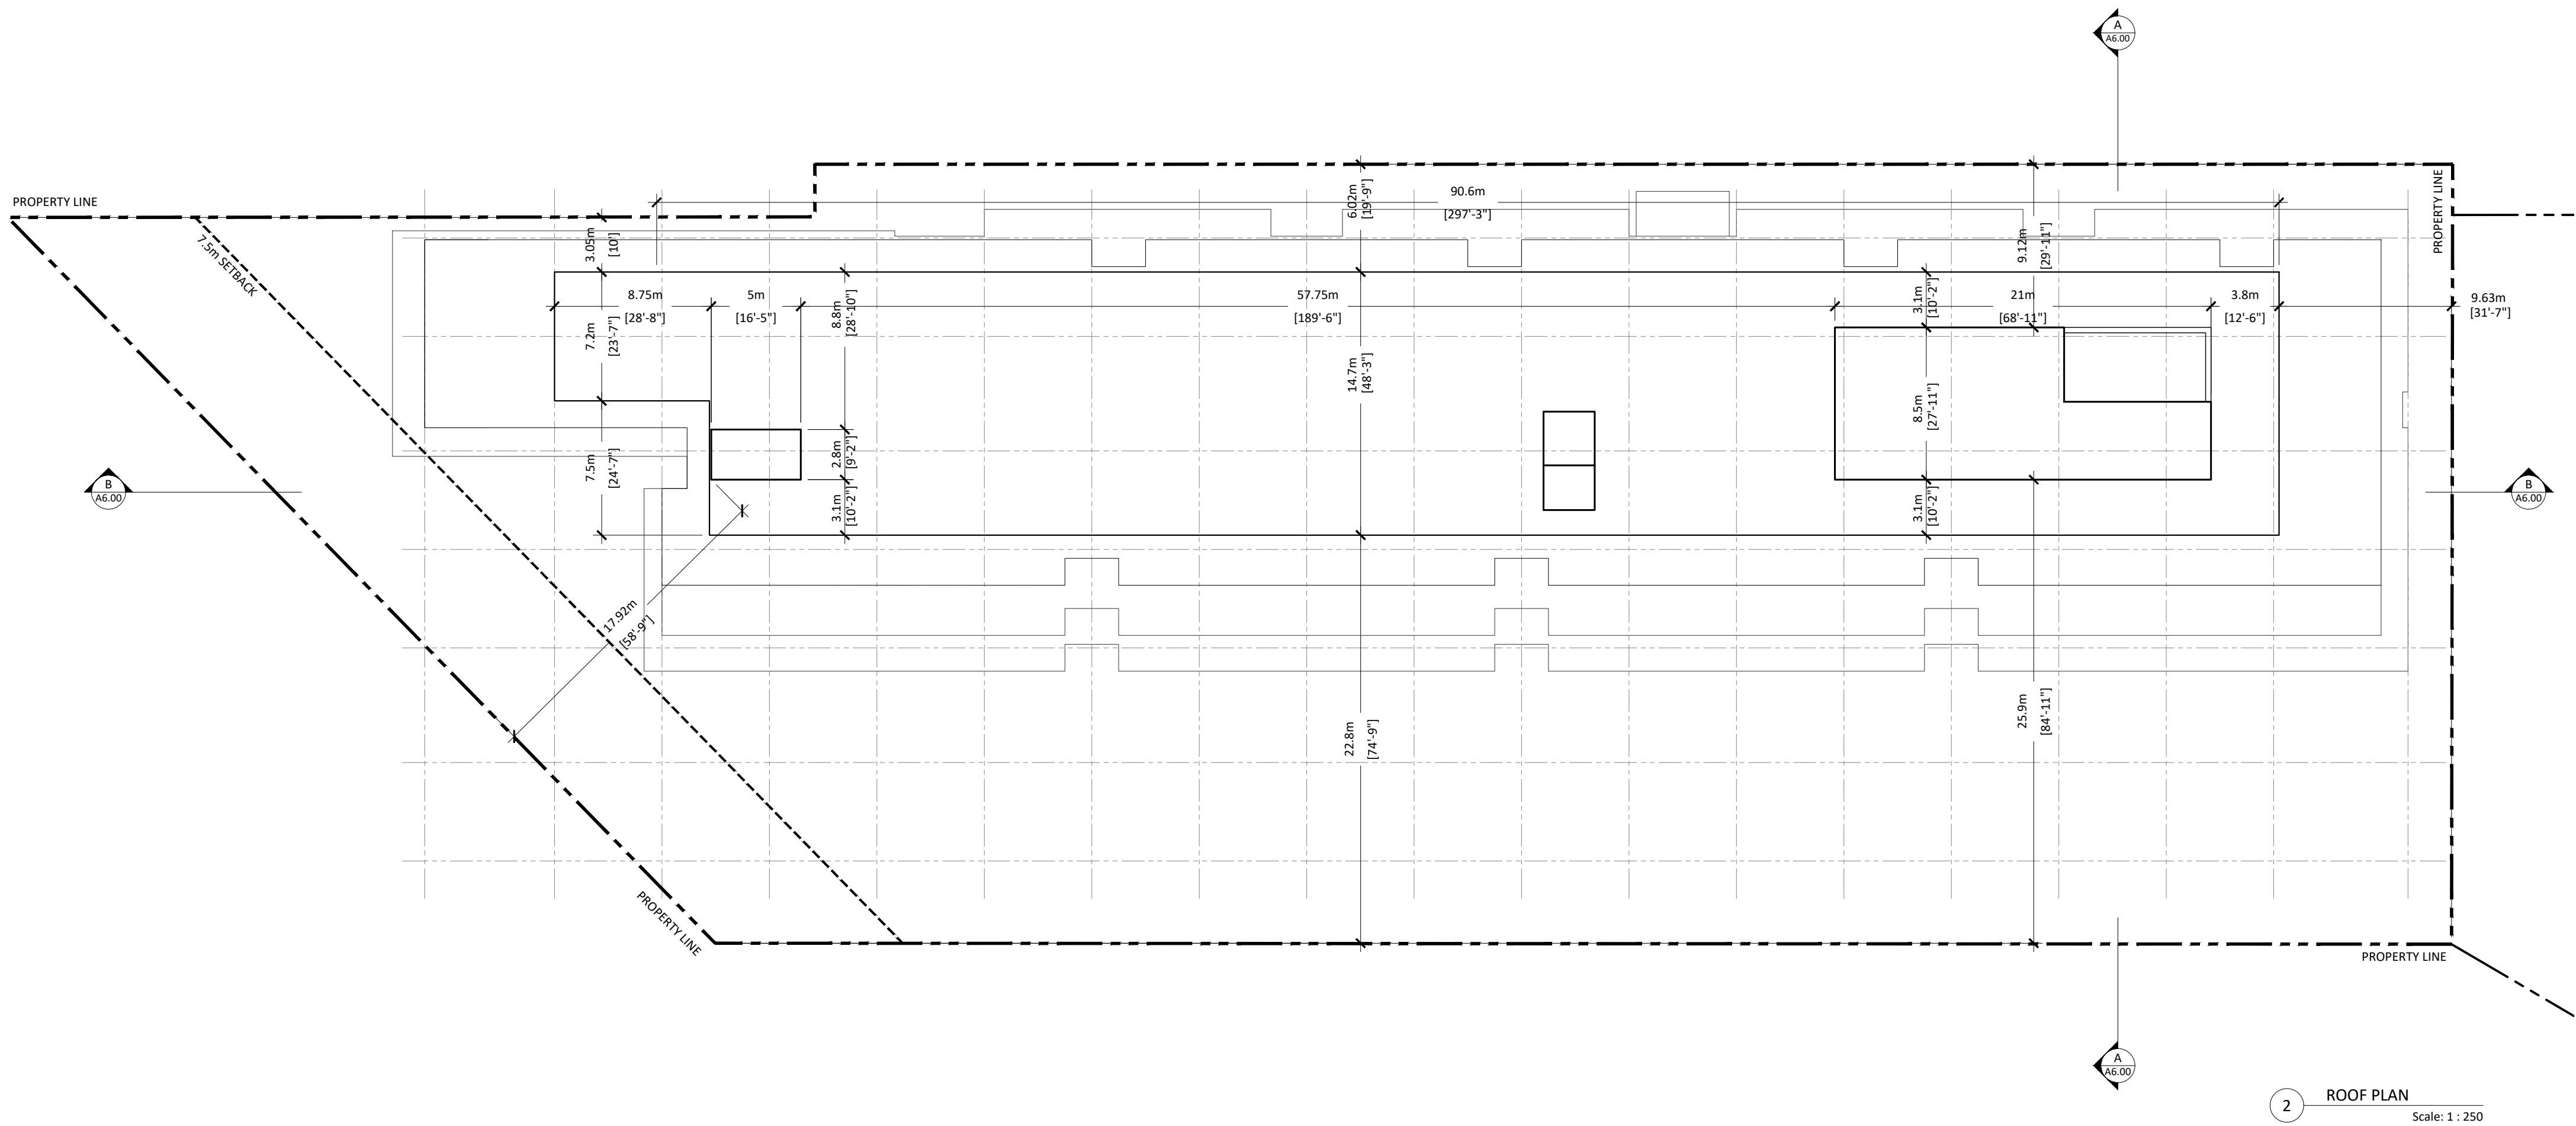 A
A6.00
PROPERTY LINE
PROPERTY LINE
7.5m SETBACK
90.6m
[297'-3"]
6.02m
[19'-9"]
3.05m
[10']
9.12m
[29'-11"]
8.75m
[28'-8"]
5m
[16'-5"]
8.8m
[28'-10"]
57.75m
[189'-6"]
3.1m
[10'-2"]
21m
[68'-11"]
3.8m
[12'-6"]
9.63m
[31'-7"]
7.2m
[23'-7"]
14.7m
[48'-3"]
8.5m
[27'-11"]
7.5m
[24'-7"]
2.8m
[9'-2"]
3.1m
[10'-2"]
3.1m
[10'-2"]
B
A6.00
B
A6.00
17.92m
[58'-9"]
22.8m
[74'-9"]
25.9m
[84'-11"]
PROPERTY LINE
PROPERTY LINE
A
A6.00
2
ROOF PLAN
Scale: 1 : 250